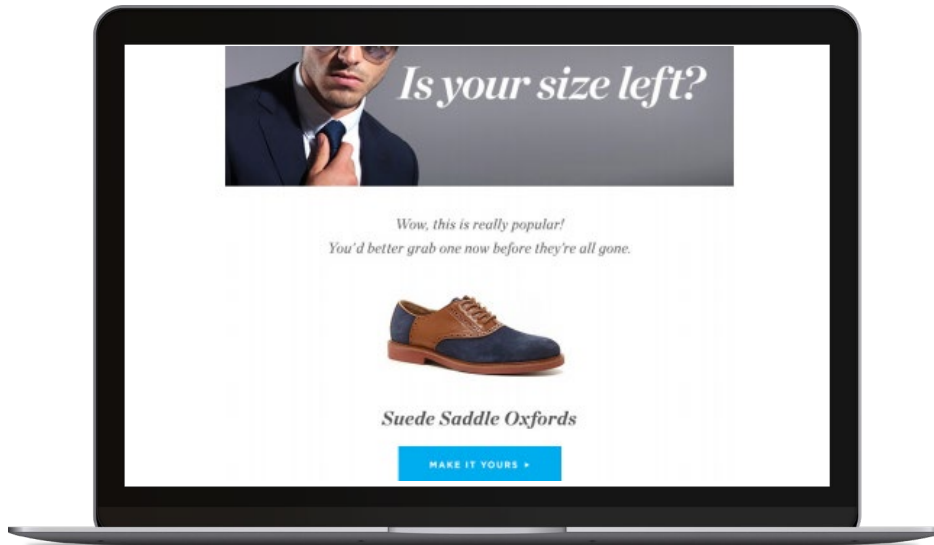 Is your size left?
Wow, this is really popular!
You'd better grab one now before they're all gone.
Suede Saddle Oxfords
MAKE IT YOURS ▸